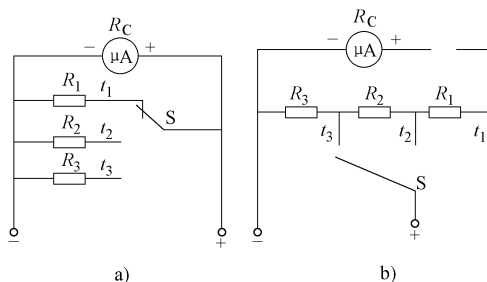 R_C
− μA +
R_1 t_1
S
R_2 t_2
R_3 t_3
− +
a)
R_C
− μA +
R_3 R_2 R_1
t_3 t_2 t_1
S
− +
b)